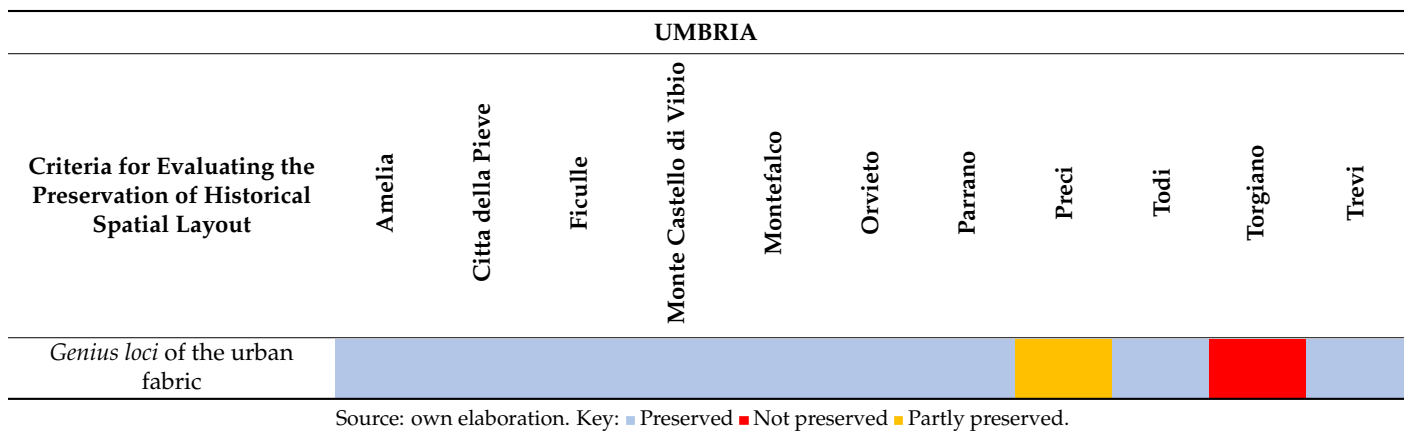 UMBRIA
Criteria for Evaluating the
Preservation of Historical
Spatial Layout
Amelia
Citta della Pieve
Ficulle
Monte Castello di Vibio
Montefalco
Orvieto
Parrano
Preci
Todi
Torgiano
Trevi
Genius loci of the urban
fabric
Source: own elaboration. Key: Preserved Not preserved Partly preserved.